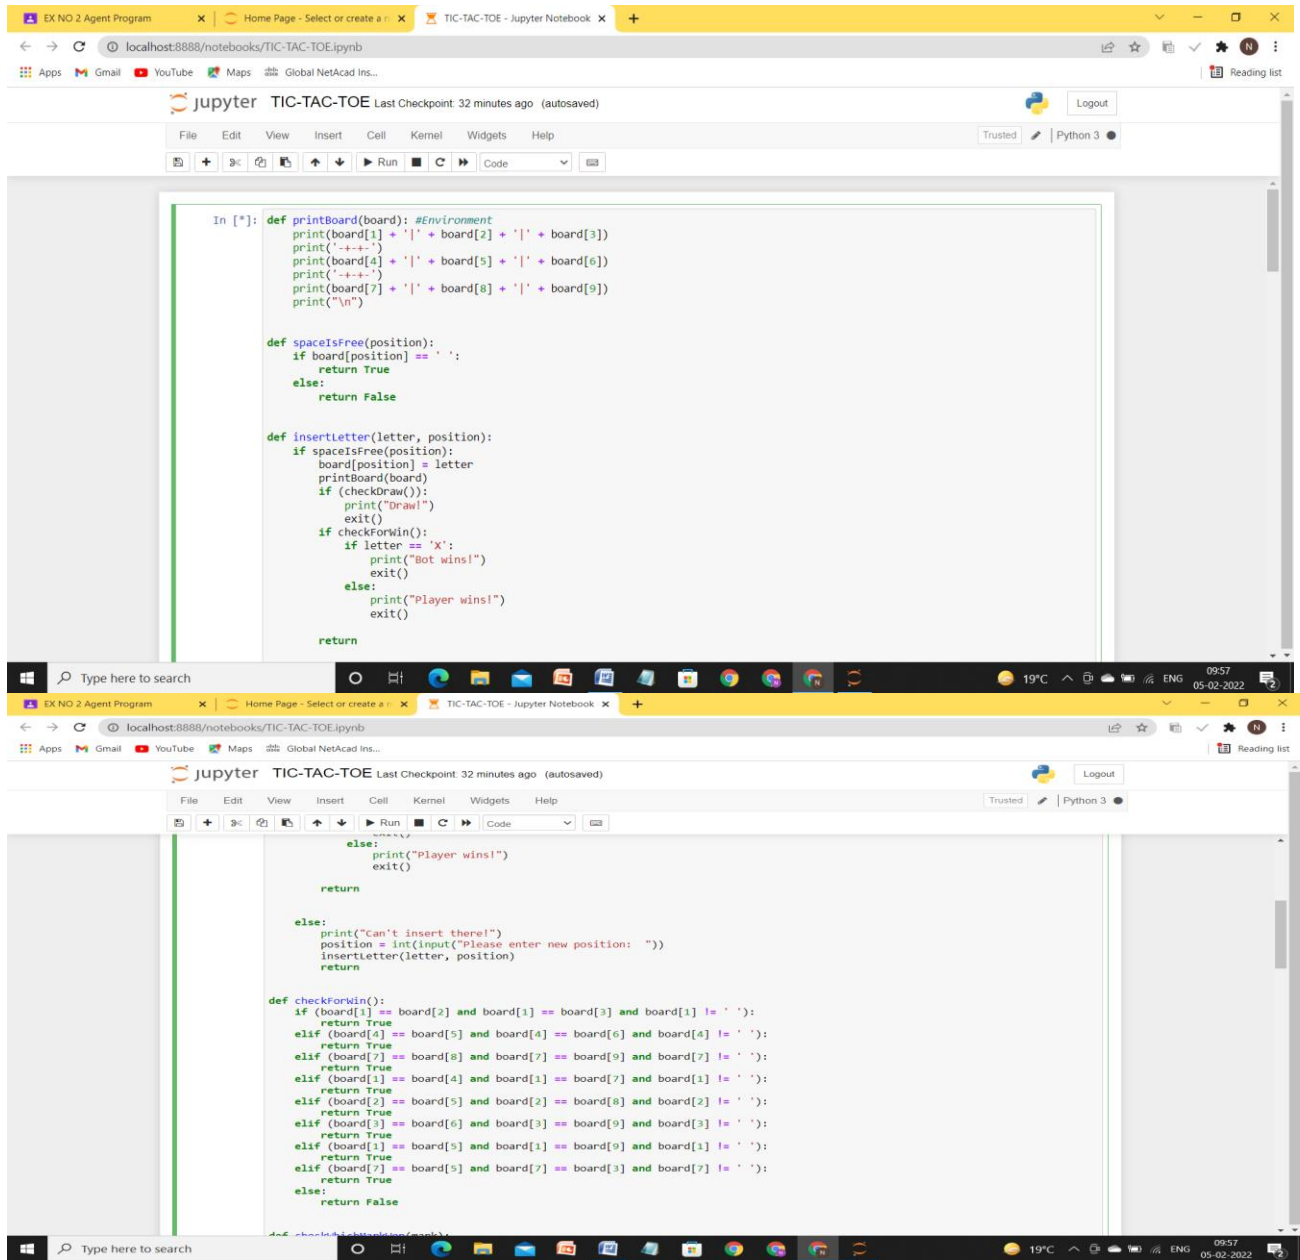 EX NO 2 Agent Program
Home Page - Select or create a n
TIC-TAC-TOE - Jupyter Notebook
localhost:8888/notebooks/TIC-TAC-TOE.ipynb
N
Apps Gmail YouTube Maps Global NetAcad Ins...
Reading list
jupyter TIC-TAC-TOE Last Checkpoint: 32 minutes ago (autosaved)
Logout
File Edit View Insert Cell Kernel Widgets Help
Trusted Python 3
Run Code
In [*]: def printBoard(board): #Environment
print(board[1] + '|' + board[2] + '|' + board[3])
print('-+-+-')
print(board[4] + '|' + board[5] + '|' + board[6])
print('-+-+-')
print(board[7] + '|' + board[8] + '|' + board[9])
print("\n")
def spaceIsFree(position):
if board[position] == ' ':
return True
else:
return False
def insertLetter(letter, position):
if spaceIsFree(position):
board[position] = letter
printBoard(board)
if (checkDraw()):
print("Draw!")
exit()
if checkForWin():
if letter == 'X':
print("Bot wins!")
exit()
else:
print("Player wins!")
exit()
return
Type here to search
19°C ENG
09:57
05-02-2022
2
EX NO 2 Agent Program
Home Page - Select or create a n
TIC-TAC-TOE - Jupyter Notebook
localhost:8888/notebooks/TIC-TAC-TOE.ipynb
N
Apps Gmail YouTube Maps Global NetAcad Ins...
Reading list
jupyter TIC-TAC-TOE Last Checkpoint: 32 minutes ago (autosaved)
Logout
File Edit View Insert Cell Kernel Widgets Help
Trusted Python 3
Run Code
exit()
else:
print("Player wins!")
exit()
return
else:
print("Can't insert there!")
position = int(input("Please enter new position:  "))
insertLetter(letter, position)
return
def checkForWin():
if (board[1] == board[2] and board[1] == board[3] and board[1] != ' '):
return True
elif (board[4] == board[5] and board[4] == board[6] and board[4] != ' '):
return True
elif (board[7] == board[8] and board[7] == board[9] and board[7] != ' '):
return True
elif (board[1] == board[4] and board[1] == board[7] and board[1] != ' '):
return True
elif (board[2] == board[5] and board[2] == board[8] and board[2] != ' '):
return True
elif (board[3] == board[6] and board[3] == board[9] and board[3] != ' '):
return True
elif (board[1] == board[5] and board[1] == board[9] and board[1] != ' '):
return True
elif (board[7] == board[5] and board[7] == board[3] and board[7] != ' '):
return True
else:
return False
def checkWhichMarkWon(mark):
Type here to search
19°C ENG
09:57
05-02-2022
2